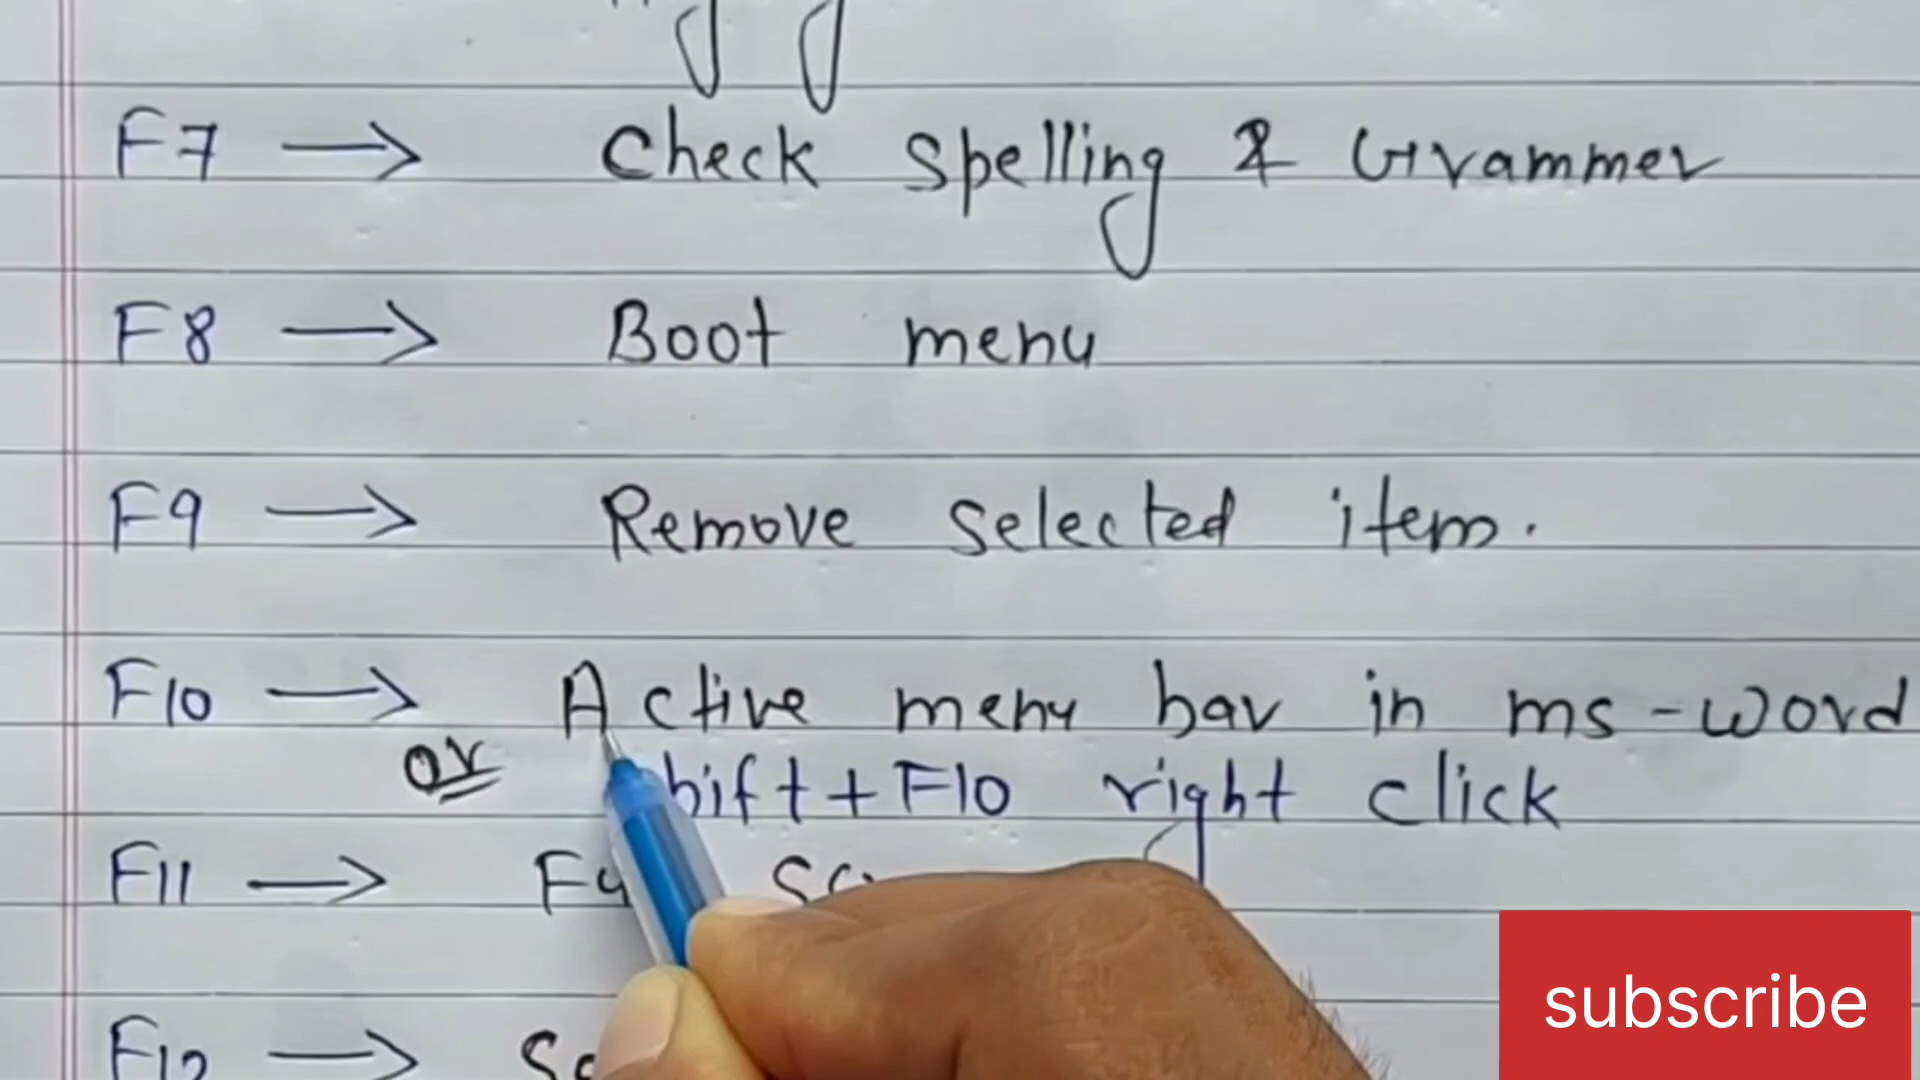 F7 → Check Spelling & Grammer
F8 → Boot menu
F9 → Remove selected item.
F10 → Active menu bar in ms-word
or hift+F10 right click
F11 →
F12 →
subscribe